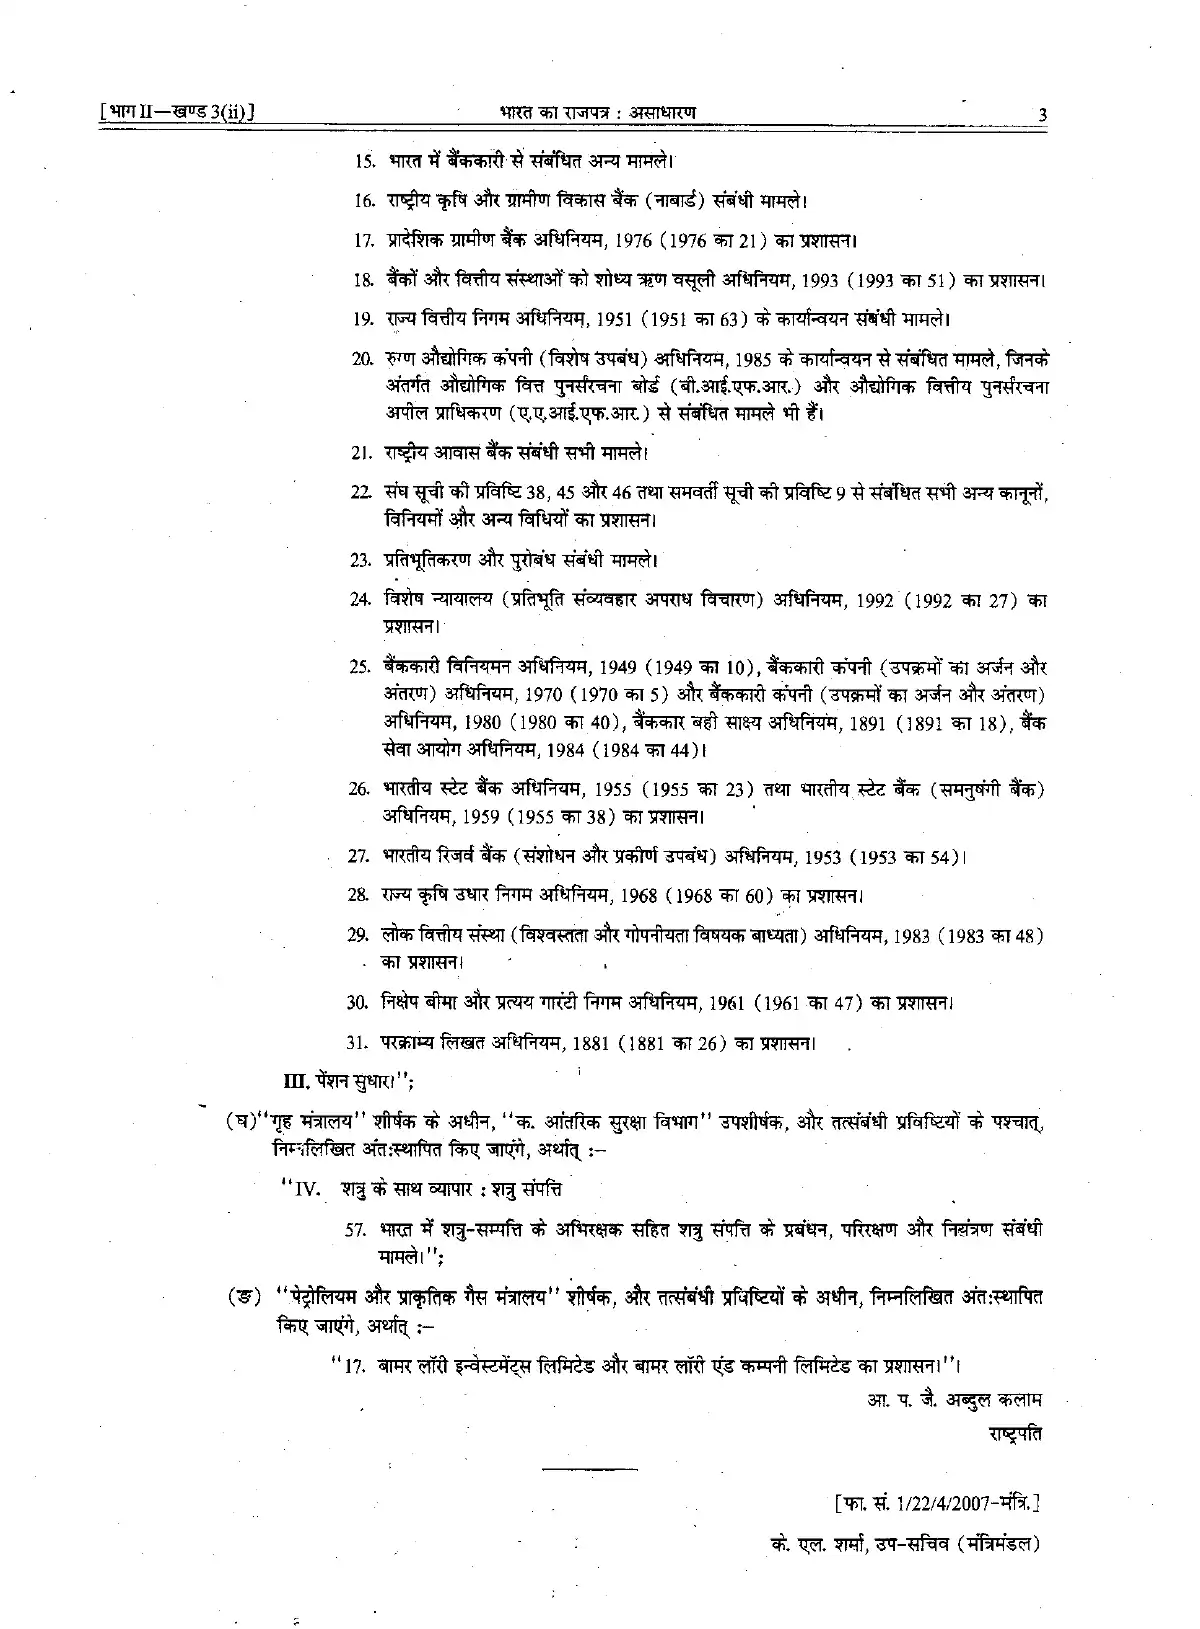 [ भाग II—खण्ड 3(ii) ] भारत का राजपत्र : असाधारण 3
15. भारत में बैंककारी से संबंधित अन्य मामले।
16. राष्ट्रीय कृषि और ग्रामीण विकास बैंक (नाबार्ड) संबंधी मामले।
17. प्रादेशिक ग्रामीण बैंक अधिनियम, 1976 (1976 का 21) का प्रशासन।
18. बैंकों और वित्तीय संस्थाओं को शोध्य ऋण वसूली अधिनियम, 1993 (1993 का 51) का प्रशासन।
19. राज्य वित्तीय निगम अधिनियम, 1951 (1951 का 63) के कार्यान्वयन संबंधी मामले।
20. रुग्ण औद्योगिक कंपनी (विशेष उपबंध) अधिनियम, 1985 के कार्यान्वयन से संबंधित मामले, जिनके
अंतर्गत औद्योगिक वित्त पुनर्संरचना बोर्ड (बी.आई.एफ.आर.) और औद्योगिक वित्तीय पुनर्संरचना
अपील प्राधिकरण (ए.ए.आई.एफ.आर.) से संबंधित मामले भी हैं।
21. राष्ट्रीय आवास बैंक संबंधी सभी मामले।
22. संघ सूची की प्रविष्टि 38, 45 और 46 तथा समवर्ती सूची की प्रविष्टि 9 से संबंधित सभी अन्य कानूनों,
विनियमों और अन्य विधियों का प्रशासन।
23. प्रतिभूतिकरण और पुरोबंध संबंधी मामले।
24. विशेष न्यायालय (प्रतिभूति संव्यवहार अपराध विचारण) अधिनियम, 1992 (1992 का 27) का
प्रशासन।
25. बैंककारी विनियमन अधिनियम, 1949 (1949 का 10), बैंककारी कंपनी (उपक्रमों का अर्जन और
अंतरण) अधिनियम, 1970 (1970 का 5) और बैंककारी कंपनी (उपक्रमों का अर्जन और अंतरण)
अधिनियम, 1980 (1980 का 40), बैंककार बही साक्ष्य अधिनियम, 1891 (1891 का 18), बैंक
सेवा आयोग अधिनियम, 1984 (1984 का 44)।
26. भारतीय स्टेट बैंक अधिनियम, 1955 (1955 का 23) तथा भारतीय स्टेट बैंक (समनुषंगी बैंक)
अधिनियम, 1959 (1955 का 38) का प्रशासन।
27. भारतीय रिजर्व बैंक (संशोधन और प्रकीर्ण उपबंध) अधिनियम, 1953 (1953 का 54)।
28. राज्य कृषि उधार निगम अधिनियम, 1968 (1968 का 60) का प्रशासन।
29. लोक वित्तीय संस्था (विश्वस्तता और गोपनीयता विषयक बाध्यता) अधिनियम, 1983 (1983 का 48)
का प्रशासन।
30. निक्षेप बीमा और प्रत्यय गारंटी निगम अधिनियम, 1961 (1961 का 47) का प्रशासन।
31. परक्राम्य लिखत अधिनियम, 1881 (1881 का 26) का प्रशासन।
III. पेंशन सुधार।'';
(घ)''गृह मंत्रालय'' शीर्षक के अधीन, ''क. आंतरिक सुरक्षा विभाग'' उपशीर्षक, और तत्संबंधी प्रविष्टियों के पश्चात्,
निम्नलिखित अंतःस्थापित किए जाएंगे, अर्थात् :–
''IV. शत्रु के साथ व्यापार : शत्रु संपत्ति
57. भारत में शत्रु-सम्पत्ति के अभिरक्षक सहित शत्रु संपत्ति के प्रबंधन, परिरक्षण और नियंत्रण संबंधी
मामले।'';
(ङ) ''पेट्रोलियम और प्राकृतिक गैस मंत्रालय'' शीर्षक, और तत्संबंधी प्रविष्टियों के अधीन, निम्नलिखित अंतःस्थापित
किए जाएंगे, अर्थात् :–
''17. बामर लॉरी इन्वेस्टमेंट्स लिमिटेड और बामर लॉरी एंड कम्पनी लिमिटेड का प्रशासन।''।
आ. प. जै. अब्दुल कलाम
राष्ट्रपति
[फा. सं. 1/22/4/2007-मंत्रि.]
के. एल. शर्मा, उप-सचिव (मंत्रिमंडल)